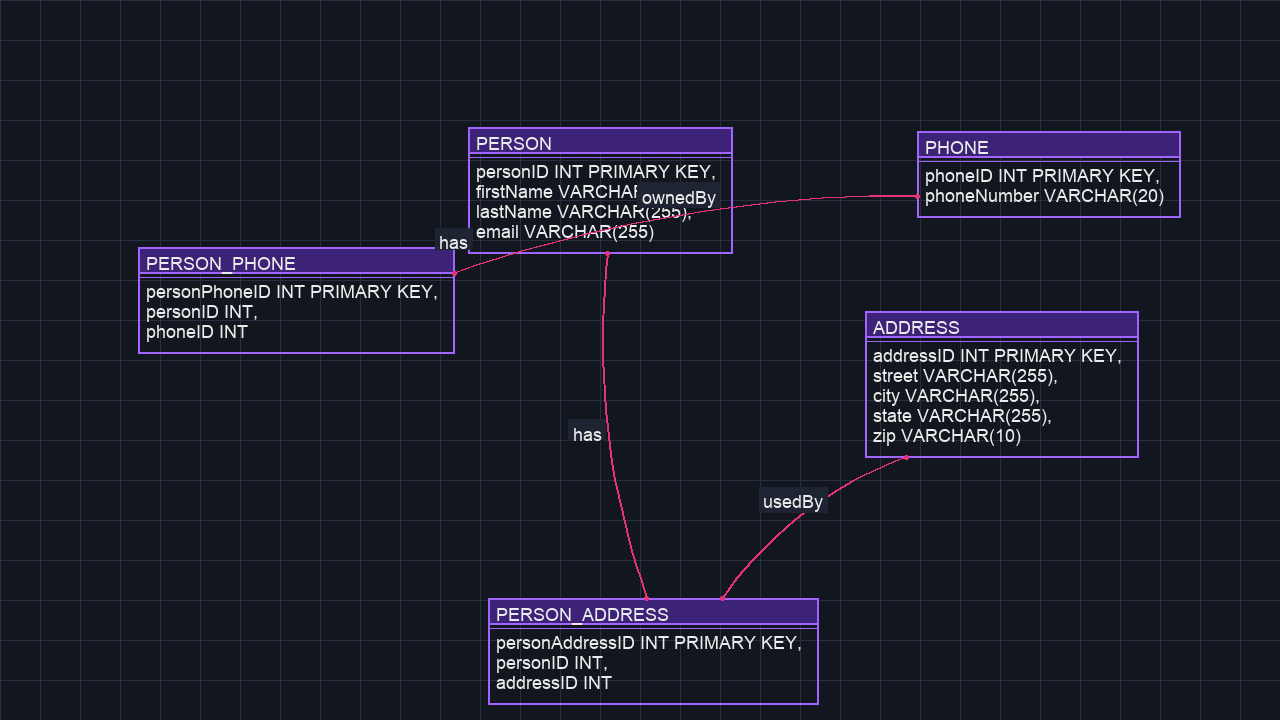 PERSON
personID INT PRIMARY KEY,
firstName VARCHAR
lastName VARCHAR(255),
email VARCHAR(255)
ownedBy
PHONE
phoneID INT PRIMARY KEY,
phoneNumber VARCHAR(20)
has
PERSON_PHONE
personPhoneID INT PRIMARY KEY,
personID INT,
phoneID INT
ADDRESS
addressID INT PRIMARY KEY,
street VARCHAR(255),
city VARCHAR(255),
state VARCHAR(255),
zip VARCHAR(10)
has
usedBy
PERSON_ADDRESS
personAddressID INT PRIMARY KEY,
personID INT,
addressID INT